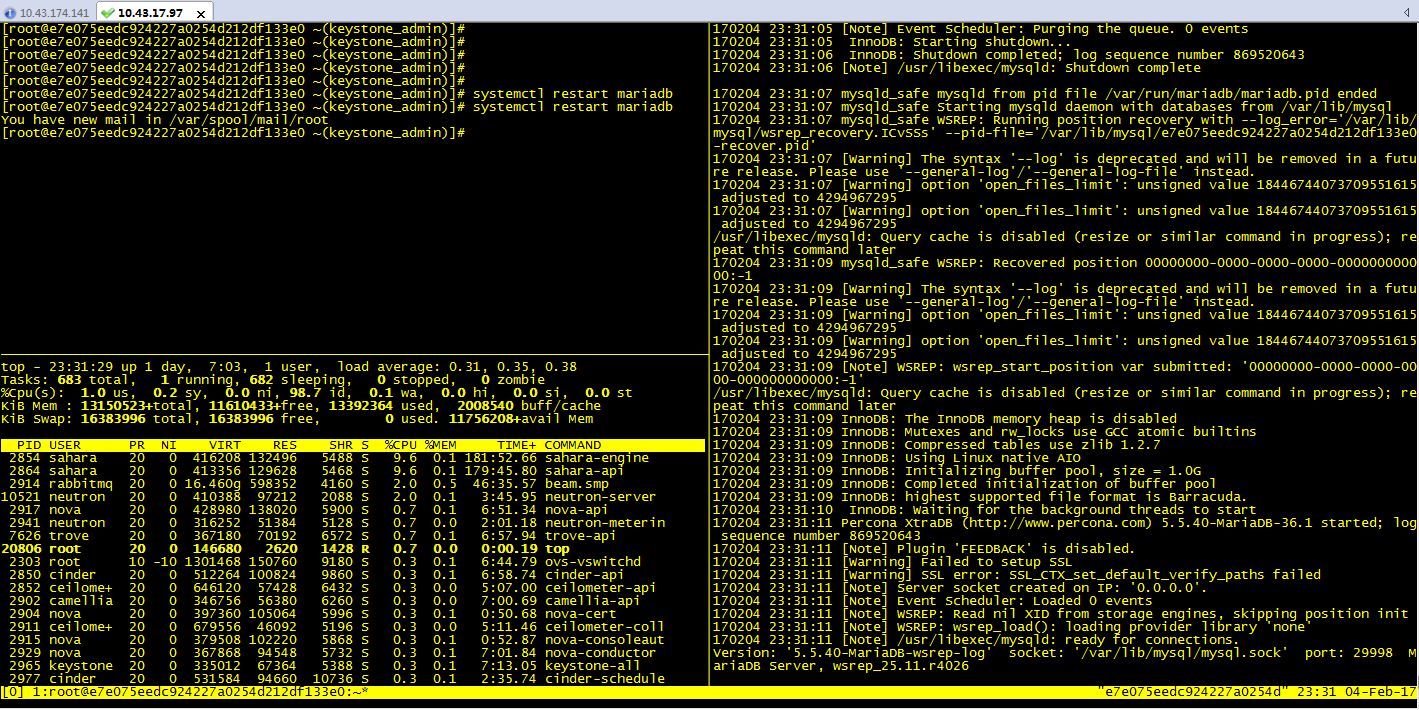 10.43.174.141
10.43.17.97
[root@e7e075eedc924227a0254d212df133e0 ~(keystone_admin)]#
[root@e7e075eedc924227a0254d212df133e0 ~(keystone_admin)]#
[root@e7e075eedc924227a0254d212df133e0 ~(keystone_admin)]#
[root@e7e075eedc924227a0254d212df133e0 ~(keystone_admin)]#
[root@e7e075eedc924227a0254d212df133e0 ~(keystone_admin)]#
[root@e7e075eedc924227a0254d212df133e0 ~(keystone_admin)]# systemctl restart mariadb
[root@e7e075eedc924227a0254d212df133e0 ~(keystone_admin)]# systemctl restart mariadb
You have new mail in /var/spool/mail/root
[root@e7e075eedc924227a0254d212df133e0 ~(keystone_admin)]#
top - 23:31:29 up 1 day,  7:03,  1 user,  load average: 0.31, 0.35, 0.38
Tasks: 683 total,   1 running, 682 sleeping,   0 stopped,   0 zombie
%Cpu(s):  1.0 us,  0.2 sy,  0.0 ni, 98.7 id,  0.1 wa,  0.0 hi,  0.0 si,  0.0 st
KiB Mem : 13150523+total, 11610433+free, 13392364 used,  2008540 buff/cache
KiB Swap: 16383996 total, 16383996 free,        0 used. 11756208+avail Mem
PID USER PR NI VIRT RES SHR S %CPU %MEM TIME+ COMMAND
2854 sahara 20 0 416208 132496 5488 S 9.6 0.1 181:52.66 sahara-engine
2864 sahara 20 0 413356 129628 5468 S 9.6 0.1 179:45.80 sahara-api
2914 rabbitmq 20 0 16.460g 598352 4160 S 2.0 0.5 46:35.57 beam.smp
10521 neutron 20 0 410388 97212 2088 S 2.0 0.1 3:45.95 neutron-server
2917 nova 20 0 428980 138020 5900 S 0.7 0.1 6:51.34 nova-api
2941 neutron 20 0 316252 51384 5128 S 0.7 0.0 2:01.18 neutron-meterin
7626 trove 20 0 367180 70192 6572 S 0.7 0.1 6:57.94 trove-api
20806 root 20 0 146680 2620 1428 R 0.7 0.0 0:00.19 top
2303 root 10 -10 1301468 150760 9180 S 0.3 0.1 6:44.79 ovs-vswitchd
2850 cinder 20 0 512264 100824 9860 S 0.3 0.1 6:58.74 cinder-api
2852 ceilome+ 20 0 646120 57428 6432 S 0.3 0.0 5:07.00 ceilometer-api
2902 camellia 20 0 346756 56380 6260 S 0.3 0.0 7:00.69 camellia-api
2904 nova 20 0 397350 105064 5996 S 0.3 0.1 4:50.68 nova-cert
2911 ceilome+ 20 0 679556 46092 5196 S 0.3 0.0 5:11.46 ceilometer-coll
2915 nova 20 0 379508 102220 5868 S 0.3 0.1 0:52.87 nova-consoleaut
2929 nova 20 0 367868 94548 5732 S 0.3 0.1 7:01.84 nova-conductor
2965 keystone 20 0 335012 67364 5388 S 0.3 0.1 7:13.05 keystone-all
2977 cinder 20 0 531584 94660 10736 S 0.3 0.1 2:35.74 cinder-schedule
170204 23:31:05 [Note] Event Scheduler: Purging the queue. 0 events
170204 23:31:05  InnoDB: Starting shutdown...
170204 23:31:06  InnoDB: Shutdown completed; log sequence number 869520643
170204 23:31:06 [Note] /usr/libexec/mysqld: Shutdown complete
170204 23:31:07 mysqld_safe mysqld from pid file /var/run/mariadb/mariadb.pid ended
170204 23:31:07 mysqld_safe Starting mysqld daemon with databases from /var/lib/mysql
170204 23:31:07 mysqld_safe WSREP: Running position recovery with --log_error='/var/lib/
mysql/wsrep_recovery.ICvSSs' --pid-file='/var/lib/mysql/e7e075eedc924227a0254d212df133e0
-recover.pid'
170204 23:31:07 [Warning] The syntax '--log' is deprecated and will be removed in a futu
re release. Please use '--general-log'/'--general-log-file' instead.
170204 23:31:07 [Warning] option 'open_files_limit': unsigned value 18446744073709551615
adjusted to 4294967295
170204 23:31:07 [Warning] option 'open_files_limit': unsigned value 18446744073709551615
adjusted to 4294967295
/usr/libexec/mysqld: Query cache is disabled (resize or similar command in progress); re
peat this command later
170204 23:31:09 mysqld_safe WSREP: Recovered position 00000000-0000-0000-0000-0000000000
00:-1
170204 23:31:09 [Warning] The syntax '--log' is deprecated and will be removed in a futu
re release. Please use '--general-log'/'--general-log-file' instead.
170204 23:31:09 [Warning] option 'open_files_limit': unsigned value 18446744073709551615
adjusted to 4294967295
170204 23:31:09 [Warning] option 'open_files_limit': unsigned value 18446744073709551615
adjusted to 4294967295
170204 23:31:09 [Note] WSREP: wsrep_start_position var submitted: '00000000-0000-0000-00
00-000000000000:-1'
/usr/libexec/mysqld: Query cache is disabled (resize or similar command in progress); re
peat this command later
170204 23:31:09 InnoDB: The InnoDB memory heap is disabled
170204 23:31:09 InnoDB: Mutexes and rw_locks use GCC atomic builtins
170204 23:31:09 InnoDB: Compressed tables use zlib 1.2.7
170204 23:31:09 InnoDB: Using Linux native AIO
170204 23:31:09 InnoDB: Initializing buffer pool, size = 1.0G
170204 23:31:09 InnoDB: Completed initialization of buffer pool
170204 23:31:09 InnoDB: highest supported file format is Barracuda.
170204 23:31:10  InnoDB: Waiting for the background threads to start
170204 23:31:11 Percona XtraDB (http://www.percona.com) 5.5.40-MariaDB-36.1 started; log
sequence number 869520643
170204 23:31:11 [Note] Plugin 'FEEDBACK' is disabled.
170204 23:31:11 [Warning] Failed to setup SSL
170204 23:31:11 [Warning] SSL error: SSL_CTX_set_default_verify_paths failed
170204 23:31:11 [Note] Server socket created on IP: '0.0.0.0'.
170204 23:31:11 [Note] Event Scheduler: Loaded 0 events
170204 23:31:11 [Note] WSREP: Read nil XID from storage engines, skipping position init
170204 23:31:11 [Note] WSREP: wsrep_load(): loading provider library 'none'
170204 23:31:11 [Note] /usr/libexec/mysqld: ready for connections.
Version: '5.5.40-MariaDB-wsrep-log'  socket: '/var/lib/mysql/mysql.sock'  port: 29998  M
ariaDB Server, wsrep_25.11.r4026
[0] 1:root@e7e075eedc924227a0254d212df133e0:~*
"e7e075eedc924227a0254d" 23:31 04-Feb-17